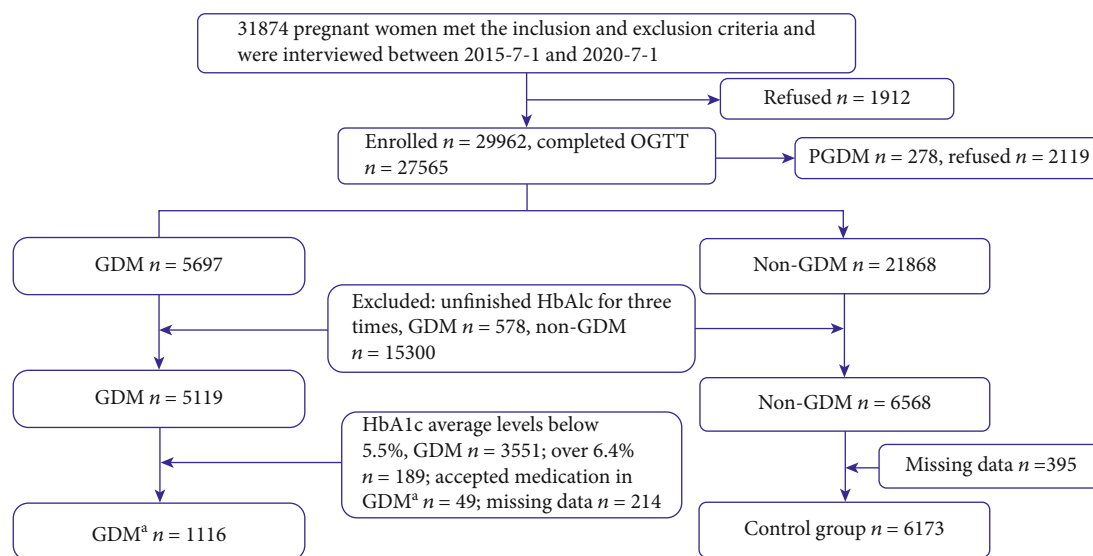 31874 pregnant women met the inclusion and exclusion criteria and
were interviewed between 2015-7-1 and 2020-7-1
Refused n = 1912
Enrolled n = 29962, completed OGTT
n = 27565
PGDM n = 278, refused n = 2119
GDM n = 5697
Non-GDM n = 21868
Excluded: unfinished HbAlc for three
times, GDM n = 578, non-GDM
n = 15300
GDM n = 5119
Non-GDM n = 6568
HbA1c average levels below
5.5%, GDM n = 3551; over 6.4%
n = 189; accepted medication in
GDMᵃ n = 49; missing data n = 214
Missing data n =395
GDMᵃ n = 1116
Control group n = 6173